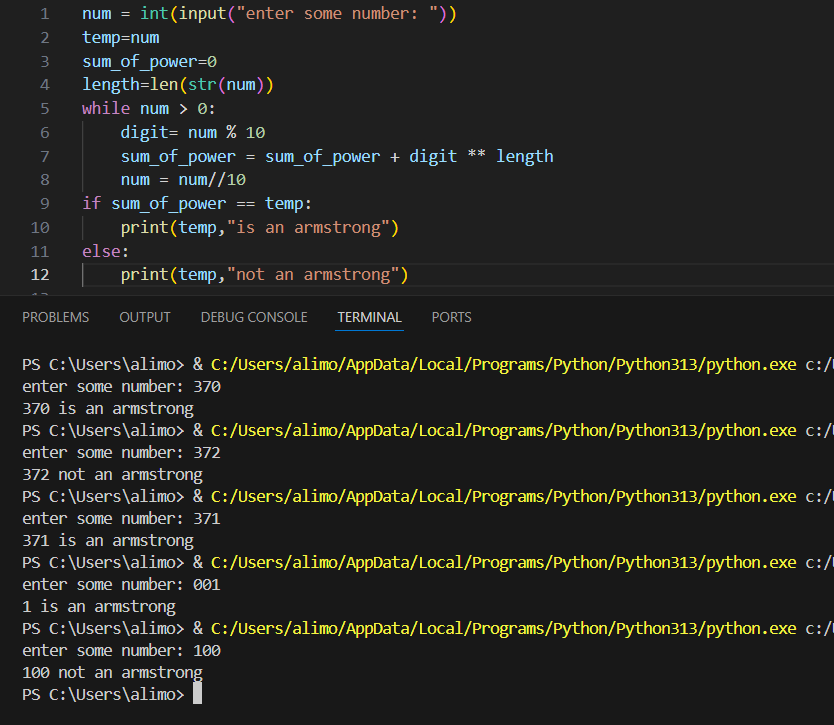 1 num = int(input("enter some number: "))
2 temp=num
3 sum_of_power=0
4 length=len(str(num))
5 while num > 0:
6 digit= num % 10
7 sum_of_power = sum_of_power + digit ** length
8 num = num//10
9 if sum_of_power == temp:
10 print(temp,"is an armstrong")
11 else:
12 print(temp,"not an armstrong")
PROBLEMS OUTPUT DEBUG CONSOLE TERMINAL PORTS
PS C:\Users\alimo> & C:/Users/alimo/AppData/Local/Programs/Python/Python313/python.exe c:/
enter some number: 370
370 is an armstrong
PS C:\Users\alimo> & C:/Users/alimo/AppData/Local/Programs/Python/Python313/python.exe c:/
enter some number: 372
372 not an armstrong
PS C:\Users\alimo> & C:/Users/alimo/AppData/Local/Programs/Python/Python313/python.exe c:/
enter some number: 371
371 is an armstrong
PS C:\Users\alimo> & C:/Users/alimo/AppData/Local/Programs/Python/Python313/python.exe c:/
enter some number: 001
1 is an armstrong
PS C:\Users\alimo> & C:/Users/alimo/AppData/Local/Programs/Python/Python313/python.exe c:/
enter some number: 100
100 not an armstrong
PS C:\Users\alimo>